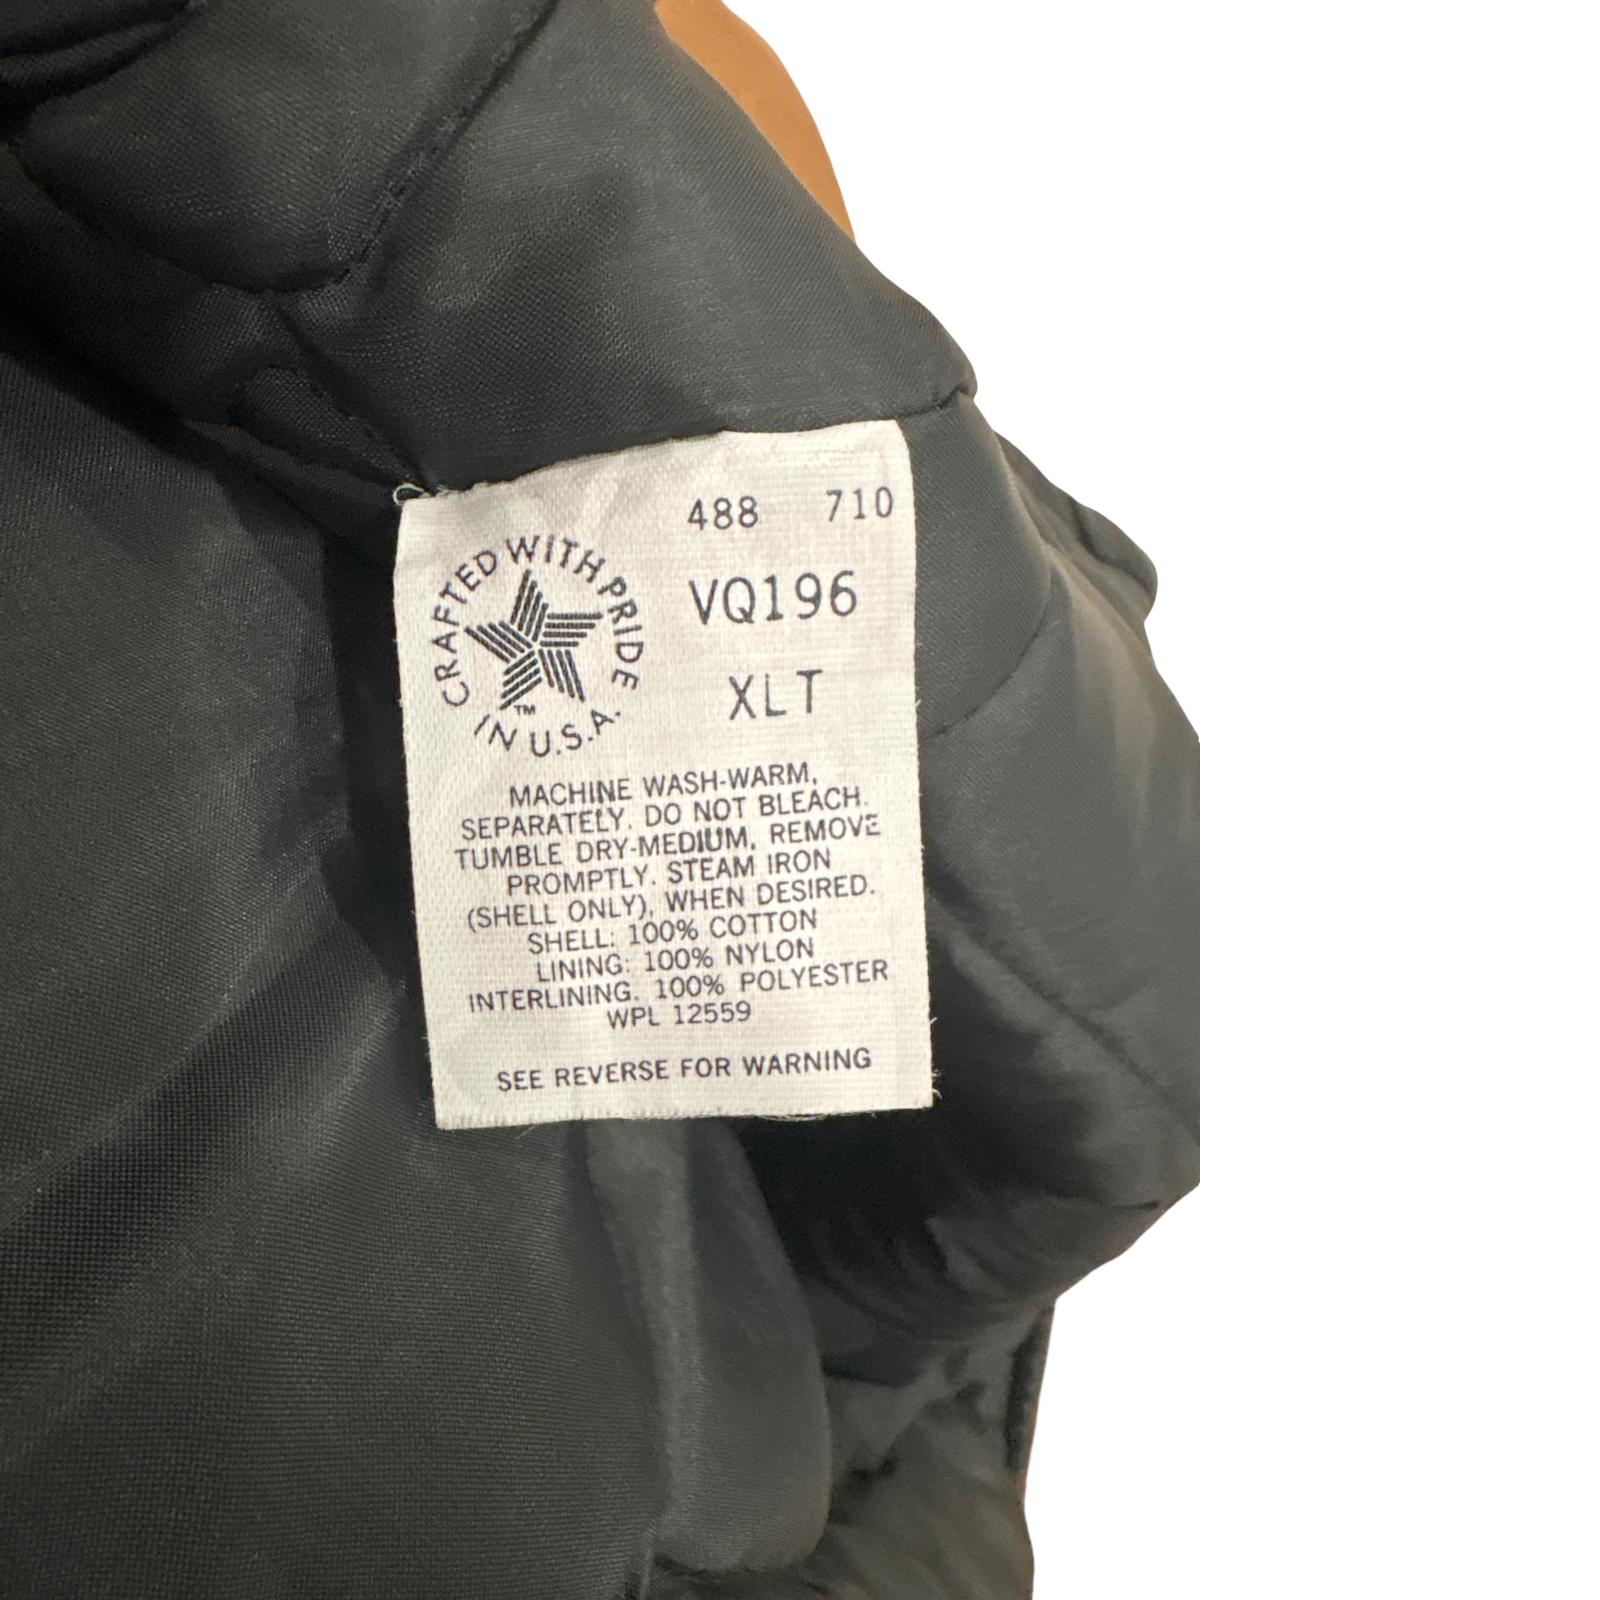 488 710
CRAFTED WITH PRIDE
IN U.S.A.
TM
VQ196
XLT
MACHINE WASH-WARM,
SEPARATELY. DO NOT BLEACH.
TUMBLE DRY-MEDIUM, REMOVE
PROMPTLY. STEAM IRON
(SHELL ONLY), WHEN DESIRED.
SHELL: 100% COTTON
LINING: 100% NYLON
INTERLINING. 100% POLYESTER
WPL 12559
SEE REVERSE FOR WARNING